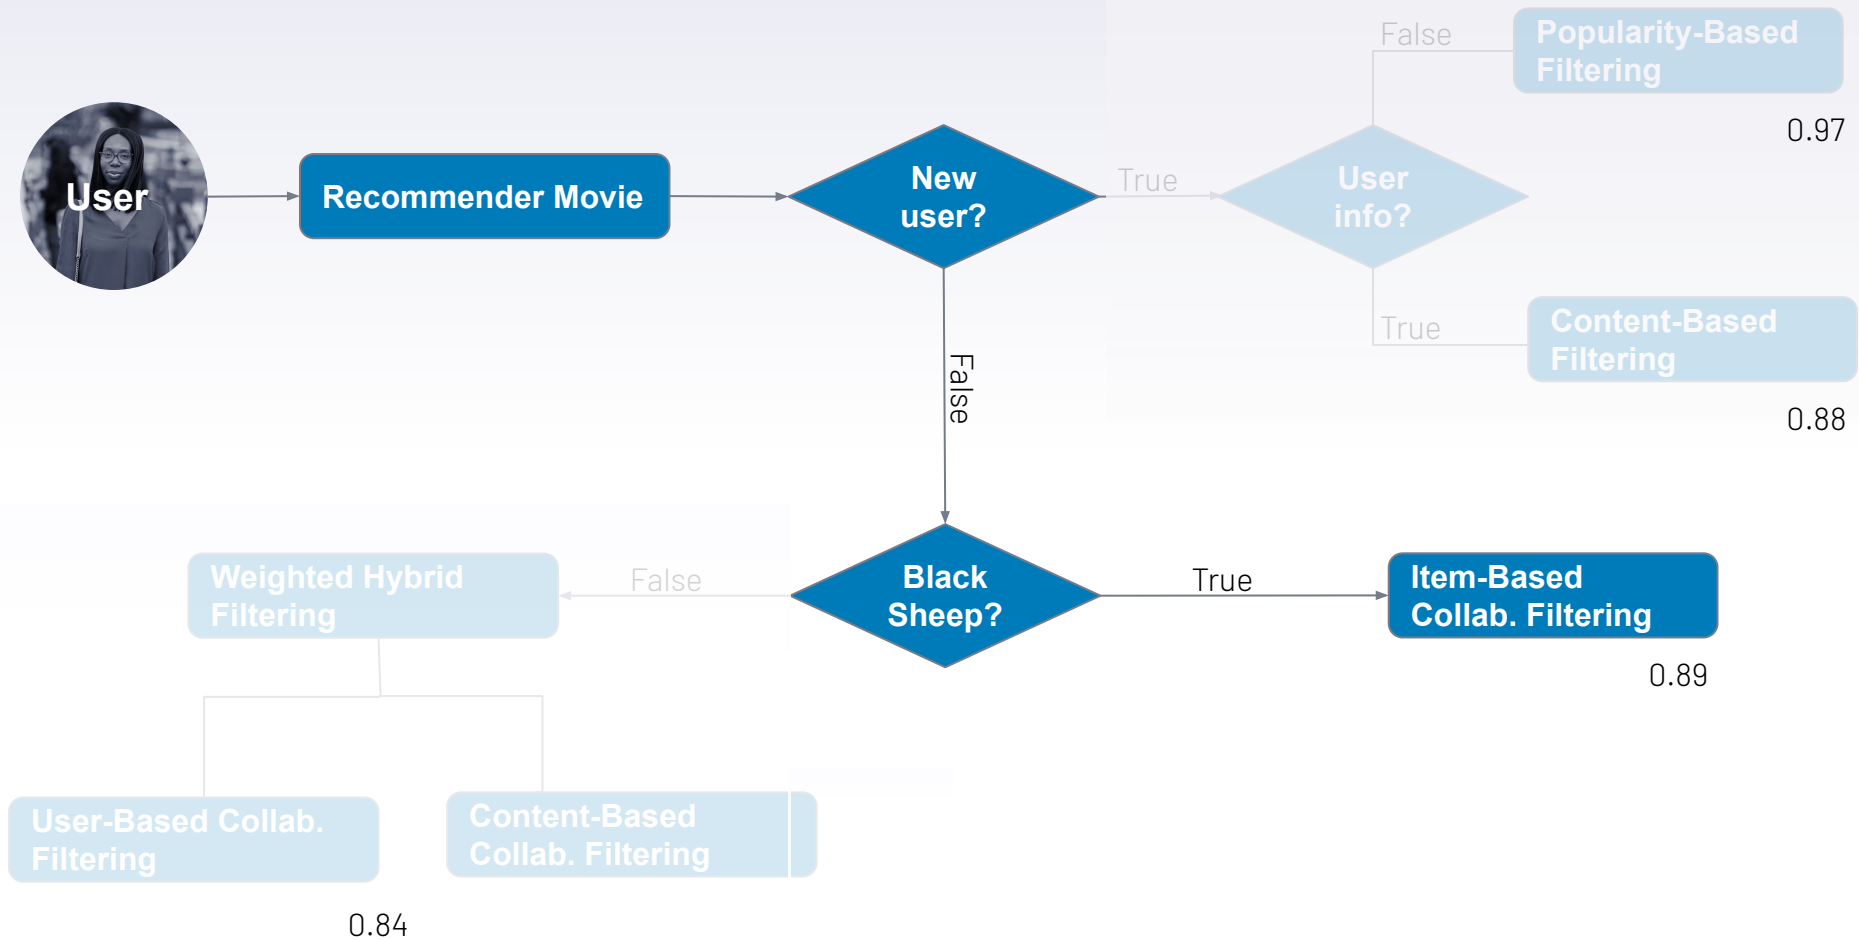 False
Popularity-Based
Filtering
0.97
User
Recommender Movie
New
user?
True
User
info?
True
Content-Based
Filtering
0.88
False
Weighted Hybrid
Filtering
False
Black
Sheep?
True
Item-Based
Collab. Filtering
0.89
User-Based Collab.
Filtering
Content-Based
Collab. Filtering
0.84